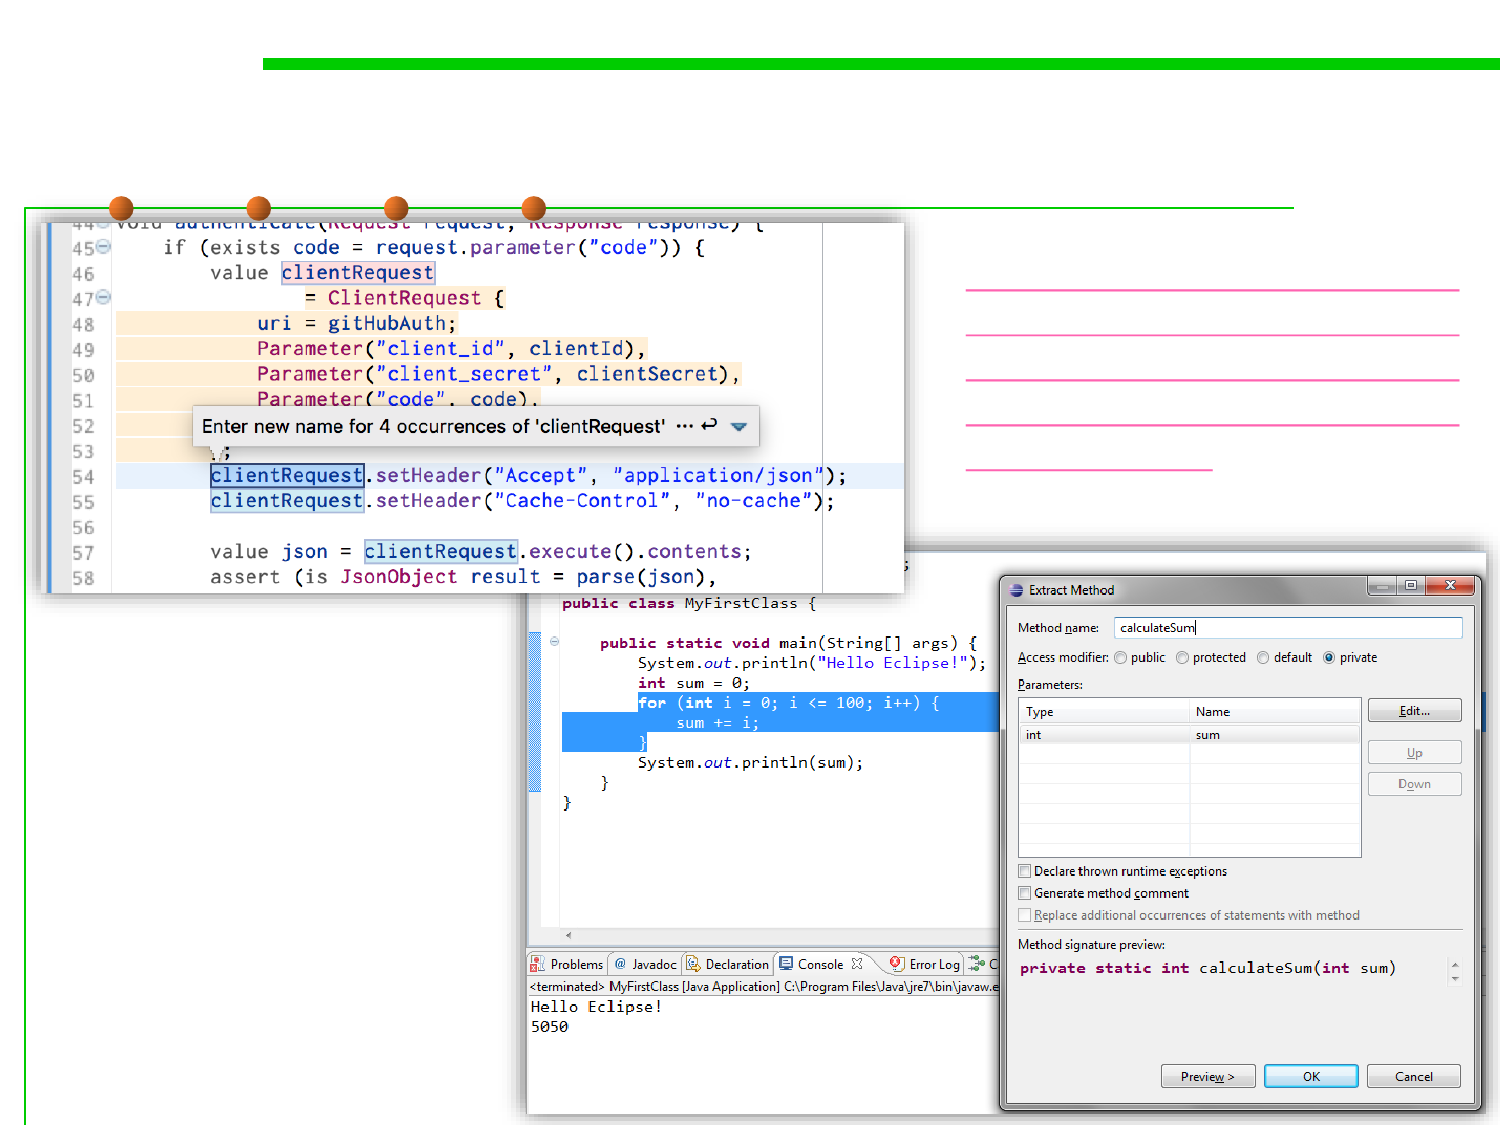 44 void authenticate(Request request, Response response) {
45 if (exists code = request.parameter("code")) {
46 value clientRequest
47 = ClientRequest {
48 uri = gitHubAuth;
49 Parameter("client_id", clientId),
50 Parameter("client_secret", clientSecret),
51 Parameter("code", code),
52
Enter new name for 4 occurrences of 'clientRequest' ... ↩
53 };
54 clientRequest.setHeader("Accept", "application/json");
55 clientRequest.setHeader("Cache-Control", "no-cache");
56
57 value json = clientRequest.execute().contents;
58 assert (is JsonObject result = parse(json),
;
public class MyFirstClass {
public static void main(String[] args) {
System.out.println("Hello Eclipse!");
int sum = 0;
for (int i = 0; i <= 100; i++) {
sum += i;
}
System.out.println(sum);
}
}
Problems @ Javadoc Declaration Console Error Log C
<terminated> MyFirstClass [Java Application] C:\Program Files\Java\jre7\bin\javaw.e
Hello Eclipse!
5050
Extract Method
Method name: calculateSum
Access modifier: public protected default private
Parameters:
Type Name
int sum
Edit...
Up
Down
Declare thrown runtime exceptions
Generate method comment
Replace additional occurrences of statements with method
Method signature preview:
private static int calculateSum(int sum)
Preview > OK Cancel